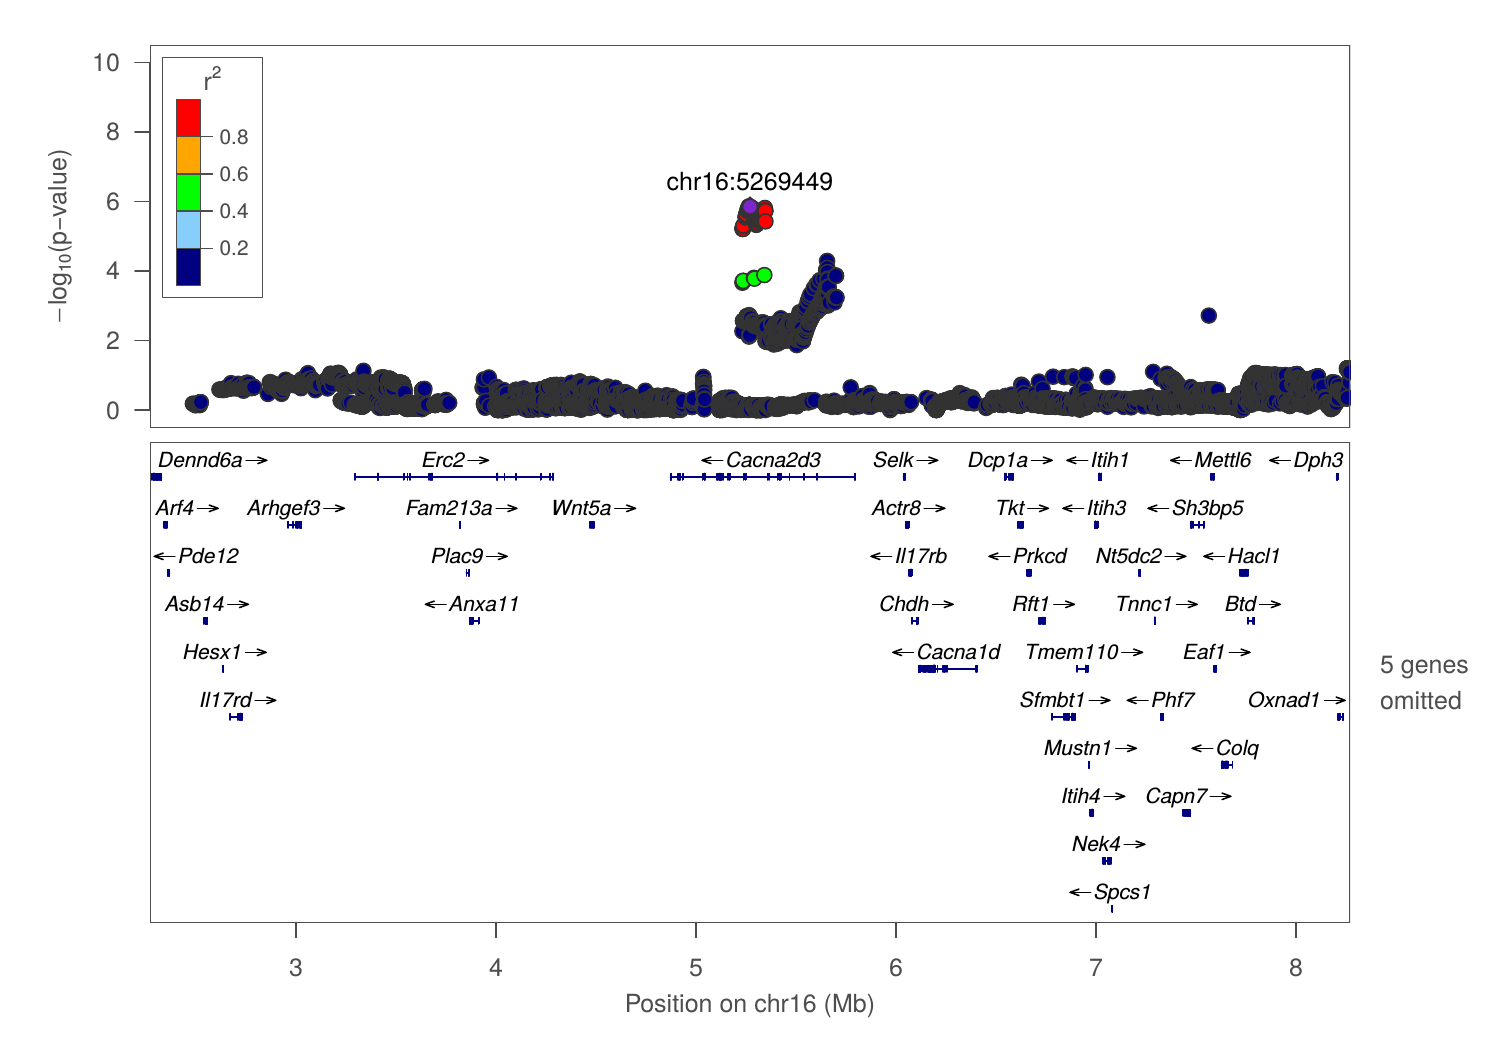 10
8
6
4
2
0
−log10(p−value)
r2
0.8
0.6
0.4
0.2
chr16:5269449
Dennd6a
Erc2
Cacna2d3
Selk
Dcp1a
Itih1
Mettl6
Dph3
Arf4
Arhgef3
Fam213a
Wnt5a
Actr8
Tkt
Itih3
Sh3bp5
Pde12
Plac9
Il17rb
Prkcd
Nt5dc2
Hacl1
Asb14
Anxa11
Chdh
Rft1
Tnnc1
Btd
Hesx1
Cacna1d
Tmem110
Eaf1
Il17rd
Sfmbt1
Phf7
Oxnad1
Mustn1
Colq
Itih4
Capn7
Nek4
Spcs1
5 genes
omitted
3
4
5
6
7
8
Position on chr16 (Mb)